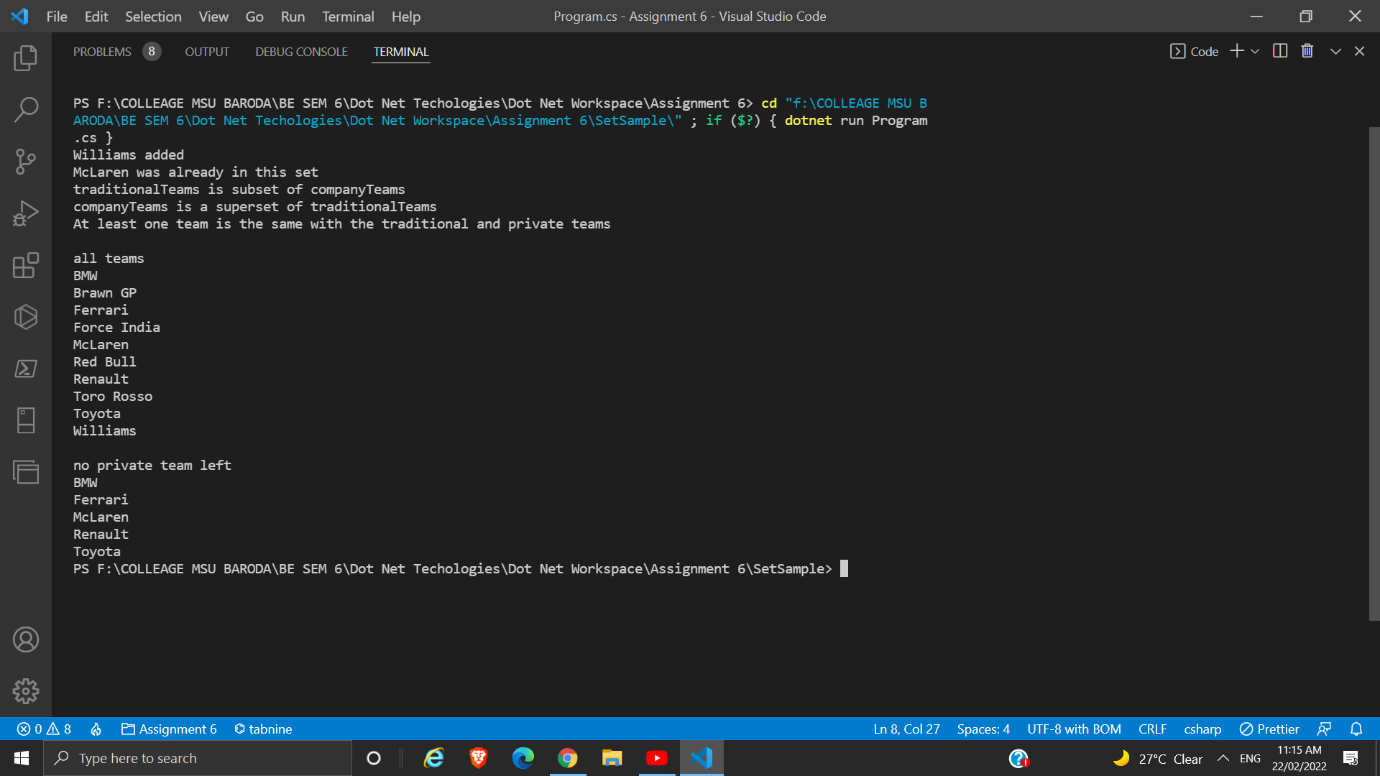 File Edit Selection View Go Run Terminal Help Program.cs - Assignment 6 - Visual Studio Code
PROBLEMS 8 OUTPUT DEBUG CONSOLE TERMINAL Code
PS F:\COLLEAGE MSU BARODA\BE SEM 6\Dot Net Techologies\Dot Net Workspace\Assignment 6> cd "f:\COLLEAGE MSU B
ARODA\BE SEM 6\Dot Net Techologies\Dot Net Workspace\Assignment 6\SetSample\" ; if ($?) { dotnet run Program
.cs }
Williams added
McLaren was already in this set
traditionalTeams is subset of companyTeams
companyTeams is a superset of traditionalTeams
At least one team is the same with the traditional and private teams
all teams
BMW
Brawn GP
Ferrari
Force India
McLaren
Red Bull
Renault
Toro Rosso
Toyota
Williams
no private team left
BMW
Ferrari
McLaren
Renault
Toyota
PS F:\COLLEAGE MSU BARODA\BE SEM 6\Dot Net Techologies\Dot Net Workspace\Assignment 6\SetSample>
0 8 Assignment 6 tabnine Ln 8, Col 27 Spaces: 4 UTF-8 with BOM CRLF csharp Prettier
Type here to search 27°C Clear ENG 11:15 AM
22/02/2022